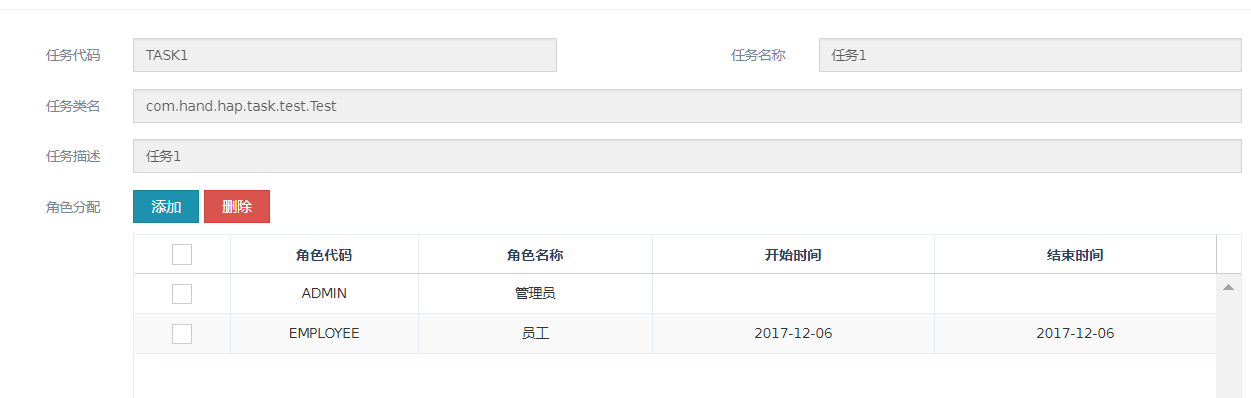 任务代码 TASK1 任务名称 任务1
任务类名 com.hand.hap.task.test.Test
任务描述 任务1
角色分配 添加 删除
角色代码 角色名称 开始时间 结束时间
ADMIN 管理员
EMPLOYEE 员工 2017-12-06 2017-12-06